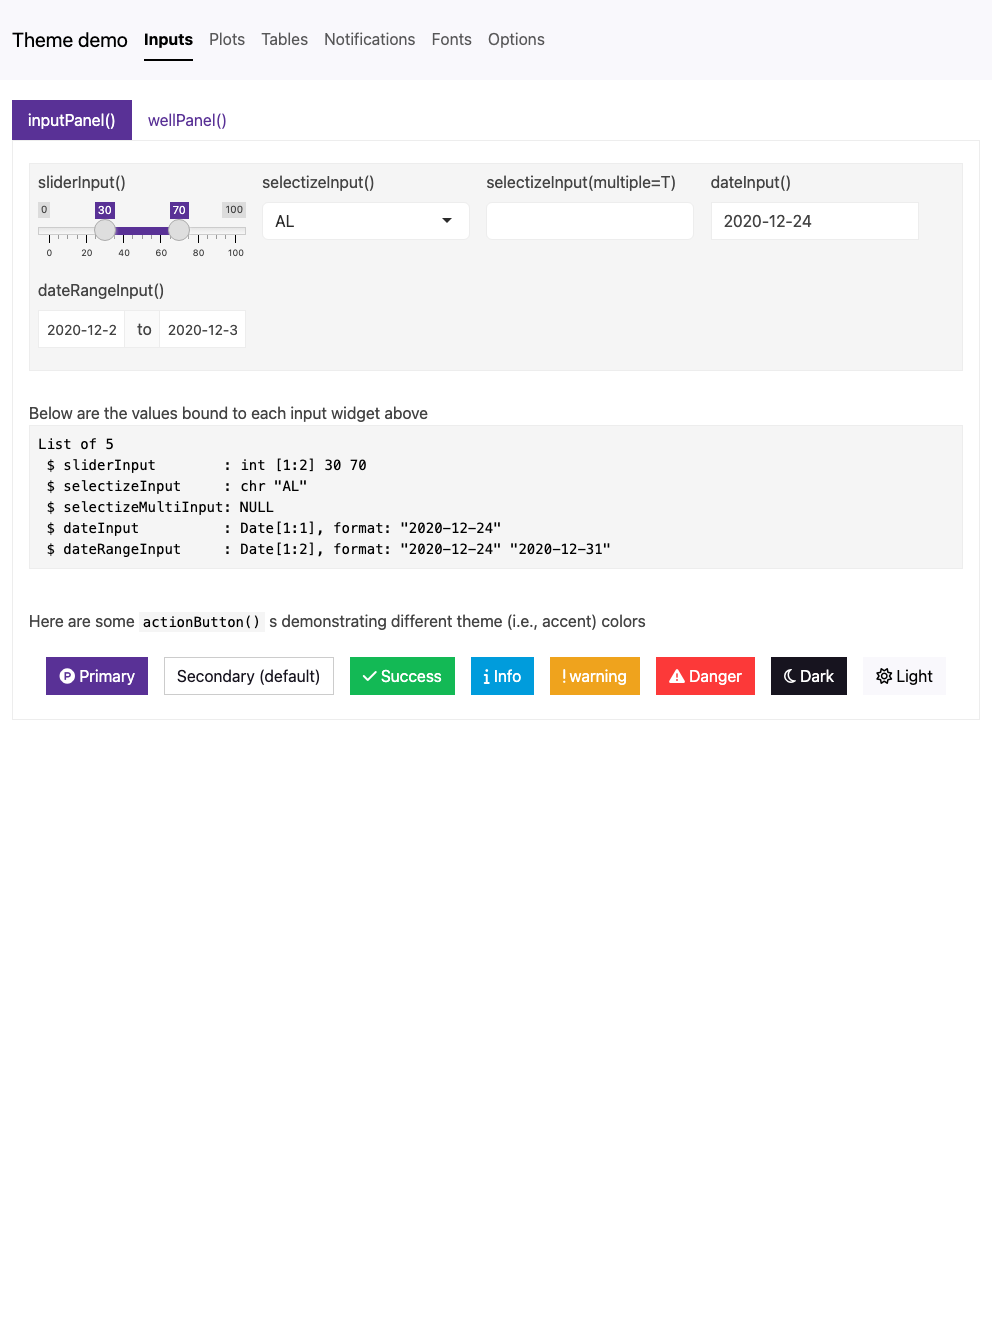 Theme demo Inputs Plots Tables Notifications Fonts Options
inputPanel() wellPanel()
sliderInput() selectizeInput() selectizeInput(multiple=T) dateInput()
0 30 70 100
AL 2020-12-24
0 20 40 60 80 100
dateRangeInput()
2020-12-2 to 2020-12-3
Below are the values bound to each input widget above
List of 5
 $ sliderInput        : int [1:2] 30 70
 $ selectizeInput     : chr "AL"
 $ selectizeMultiInput: NULL
 $ dateInput          : Date[1:1], format: "2020-12-24"
 $ dateRangeInput     : Date[1:2], format: "2020-12-24" "2020-12-31"
Here are some actionButton() s demonstrating different theme (i.e., accent) colors
Primary Secondary (default) Success Info warning Danger Dark Light